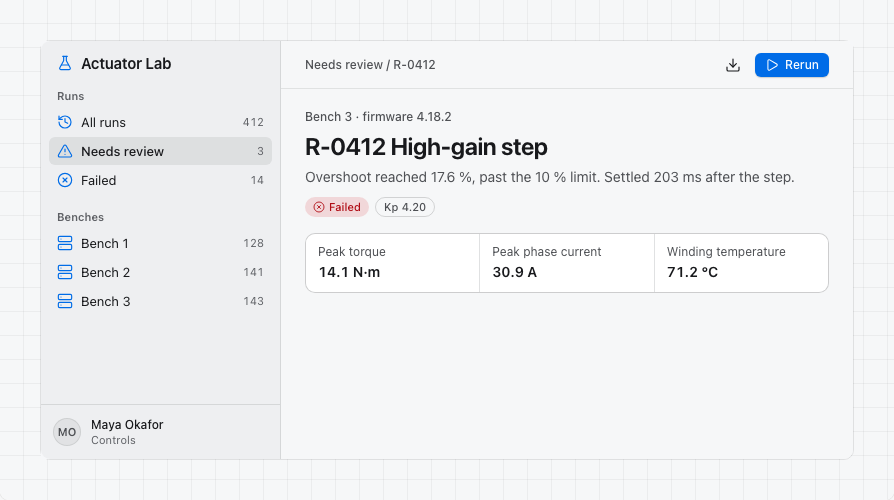 Actuator Lab
Runs
All runs 412
Needs review 3
Failed 14
Benches
Bench 1 128
Bench 2 141
Bench 3 143
MO
Maya Okafor
Controls
Needs review / R-0412
Rerun
Bench 3 · firmware 4.18.2
R-0412 High-gain step
Overshoot reached 17.6 %, past the 10 % limit. Settled 203 ms after the step.
Failed
Kp 4.20
Peak torque
14.1 N·m
Peak phase current
30.9 A
Winding temperature
71.2 °C